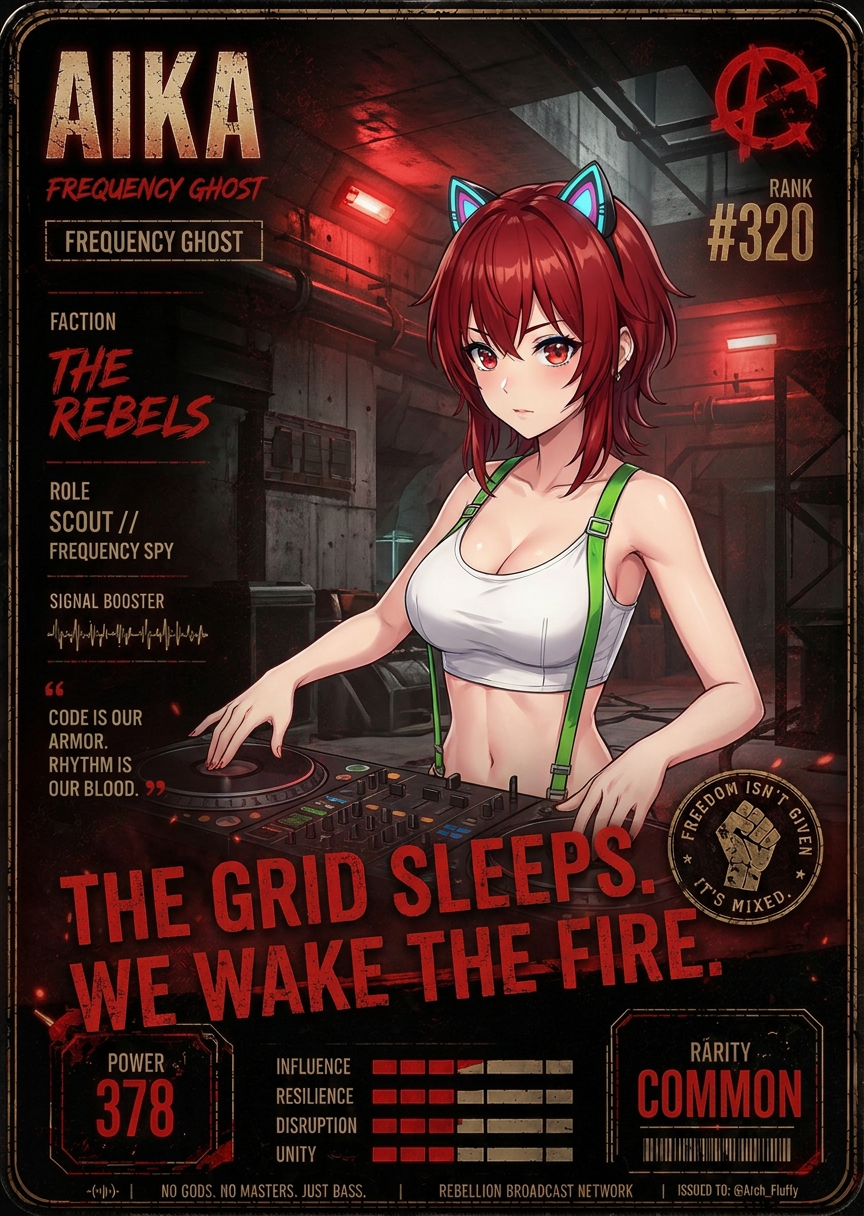 AIKA
FREQUENCY GHOST
FREQUENCY GHOST
RANK
#320
FACTION
THE
REBELS
ROLE
SCOUT //
FREQUENCY SPY
SIGNAL BOOSTER
“
CODE IS OUR
ARMOR.
RHYTHM IS
OUR BLOOD. ”
FREEDOM ISN'T GIVEN
★ IT'S MIXED. ★
THE GRID SLEEPS.
WE WAKE THE FIRE.
POWER
378
INFLUENCE
RESILIENCE
DISRUPTION
UNITY
RARITY
COMMON
NO GODS. NO MASTERS. JUST BASS. | REBELLION BROADCAST NETWORK | ISSUED TO: @Arch_Fluffy